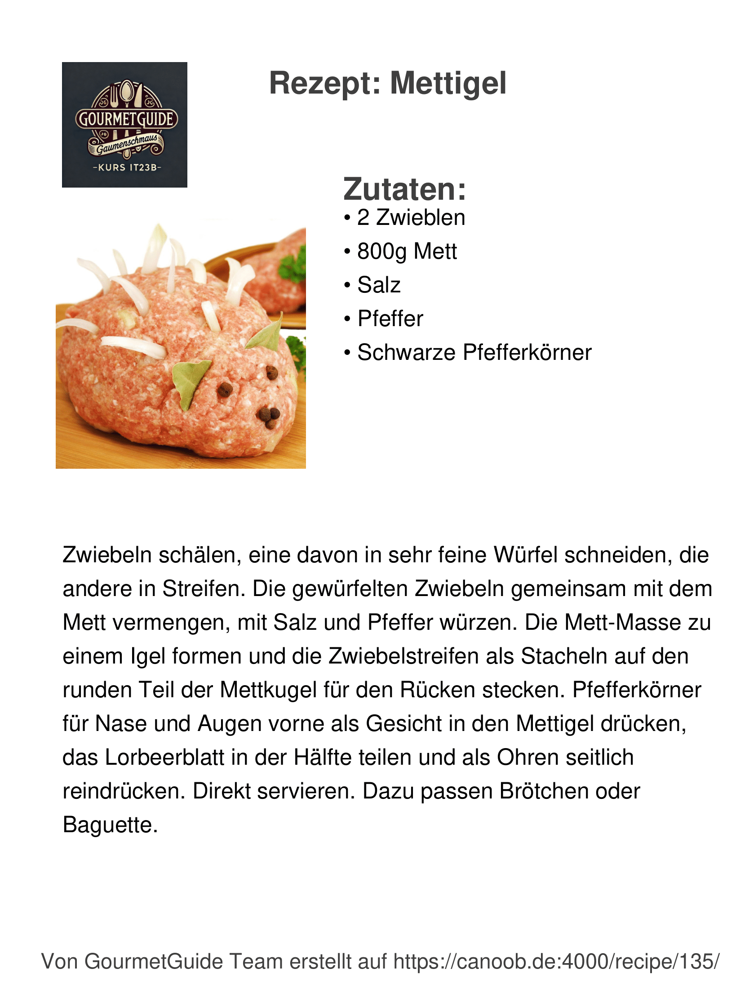 GOURMETGUIDE
Gaumenschmaus
-KURS IT23B-
Rezept: Mettigel
Zutaten:
• 2 Zwieblen
• 800g Mett
• Salz
• Pfeffer
• Schwarze Pfefferkörner
Zwiebeln schälen, eine davon in sehr feine Würfel schneiden, die
andere in Streifen. Die gewürfelten Zwiebeln gemeinsam mit dem
Mett vermengen, mit Salz und Pfeffer würzen. Die Mett-Masse zu
einem Igel formen und die Zwiebelstreifen als Stacheln auf den
runden Teil der Mettkugel für den Rücken stecken. Pfefferkörner
für Nase und Augen vorne als Gesicht in den Mettigel drücken,
das Lorbeerblatt in der Hälfte teilen und als Ohren seitlich
reindrücken. Direkt servieren. Dazu passen Brötchen oder
Baguette.
Von GourmetGuide Team erstellt auf https://canoob.de:4000/recipe/135/